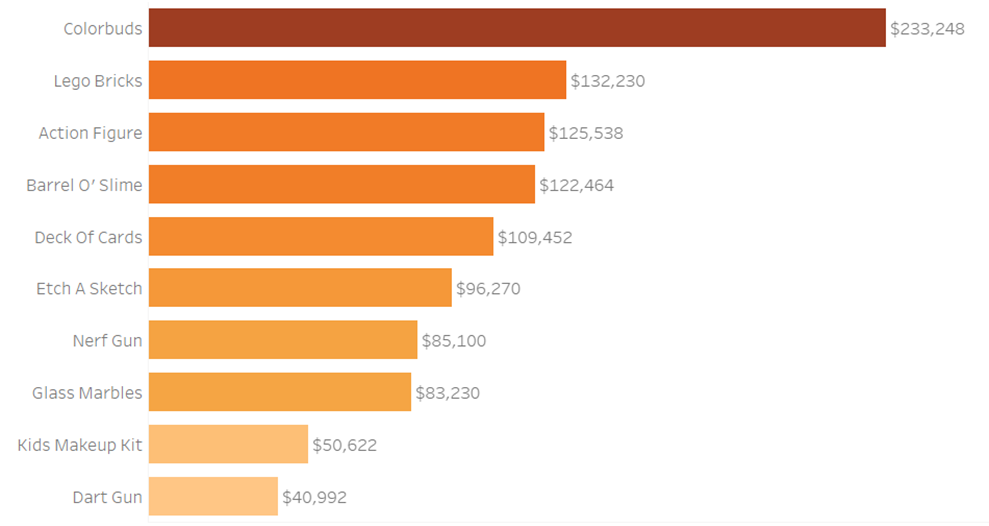 Colorbuds $233,248
Lego Bricks $132,230
Action Figure $125,538
Barrel O’ Slime $122,464
Deck Of Cards $109,452
Etch A Sketch $96,270
Nerf Gun $85,100
Glass Marbles $83,230
Kids Makeup Kit $50,622
Dart Gun $40,992